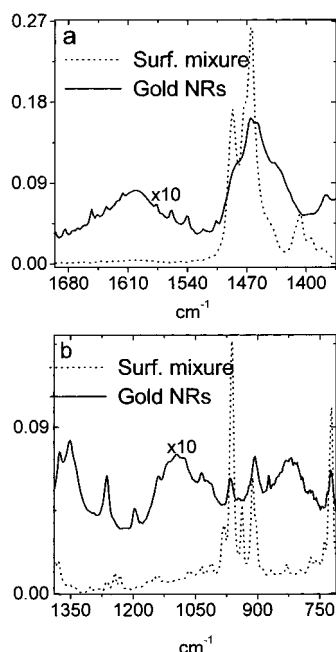 a
0.27
Surf. mixure
Gold NRs
0.18
x10
0.09
0.00
1680 1610 1540 1470 1400
cm-1
b
Surf. mixure
Gold NRs
0.09
x10
0.00
1350 1200 1050 900 750
cm-1